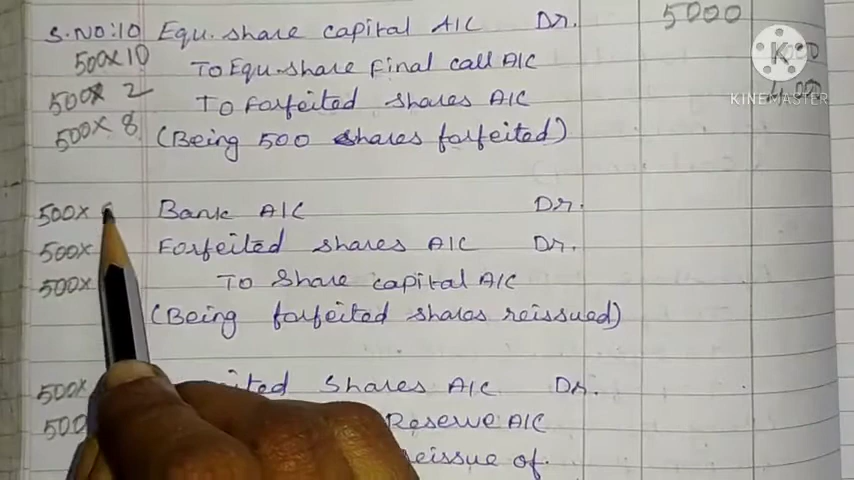 S.NO:10 Equ. share capital A/C Dr. 5000
500x10 To Equ. share Final call A/C
500x 2 To Forfeited shares A/C
500x 8 (Being 500 shares forfeited)
500x Bank A/C Dr.
500x Forfeited shares A/C Dr.
500x To Share capital A/C
(Being forfeited shares reissued)
500x Shares A/C Dr.
500 Reserve A/C
reissue of
K
KINEMASTER